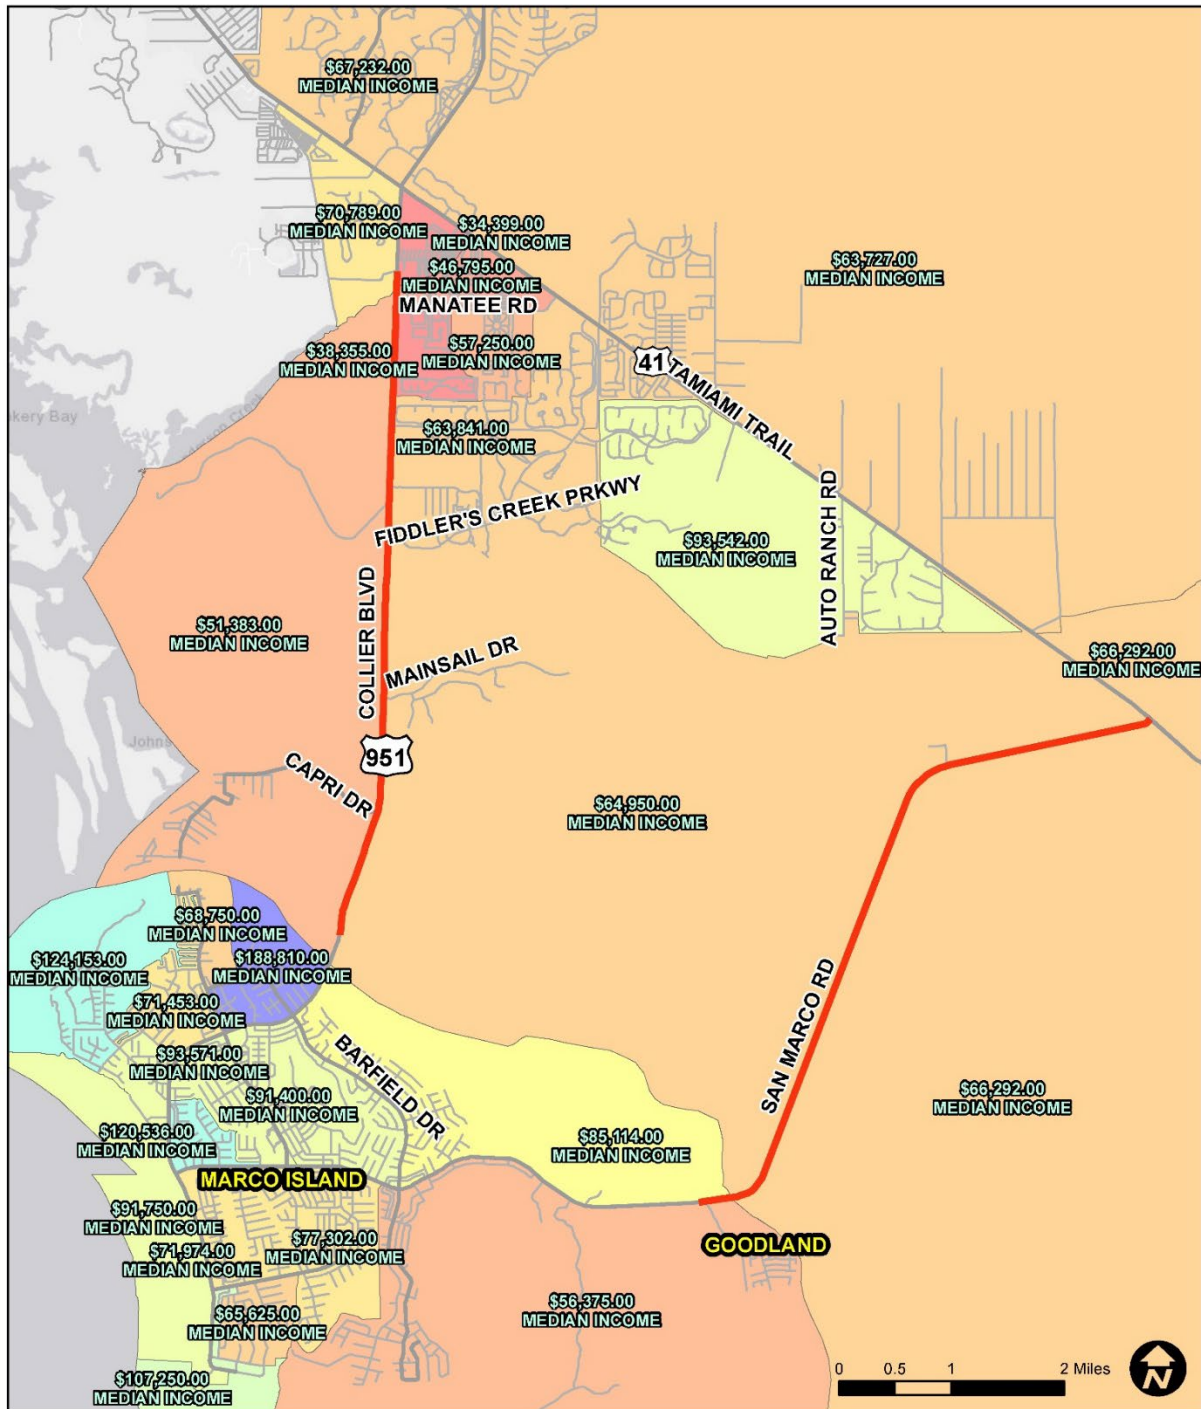 $67,232.00
MEDIAN INCOME
$70,789.00
MEDIAN INCOME
$34,399.00
MEDIAN INCOME
$46,795.00
MEDIAN INCOME
MANATEE RD
$63,727.00
MEDIAN INCOME
$38,355.00
MEDIAN INCOME
$57,250.00
MEDIAN INCOME
41
TAMIAMI TRAIL
kery Bay
$63,841.00
MEDIAN INCOME
FIDDLER'S CREEK PRKWY
$93,542.00
MEDIAN INCOME
AUTO RANCH RD
$51,383.00
MEDIAN INCOME
COLLIER BLVD
MAINSAIL DR
$66,292.00
MEDIAN INCOME
Johns
951
CAPRI DR
$64,950.00
MEDIAN INCOME
$68,750.00
MEDIAN INCOME
$124,153.00
MEDIAN INCOME
$188,810.00
MEDIAN INCOME
$71,453.00
MEDIAN INCOME
SAN MARCO RD
$93,571.00
MEDIAN INCOME
BARFIELD DR
$91,400.00
MEDIAN INCOME
$66,292.00
MEDIAN INCOME
$120,536.00
MEDIAN INCOME
$85,114.00
MEDIAN INCOME
MARCO ISLAND
$91,750.00
MEDIAN INCOME
$71,974.00
MEDIAN INCOME
$77,302.00
MEDIAN INCOME
GOODLAND
$65,625.00
MEDIAN INCOME
$56,375.00
MEDIAN INCOME
$107,250.00
MEDIAN INCOME
0 0.5 1 2 Miles
N